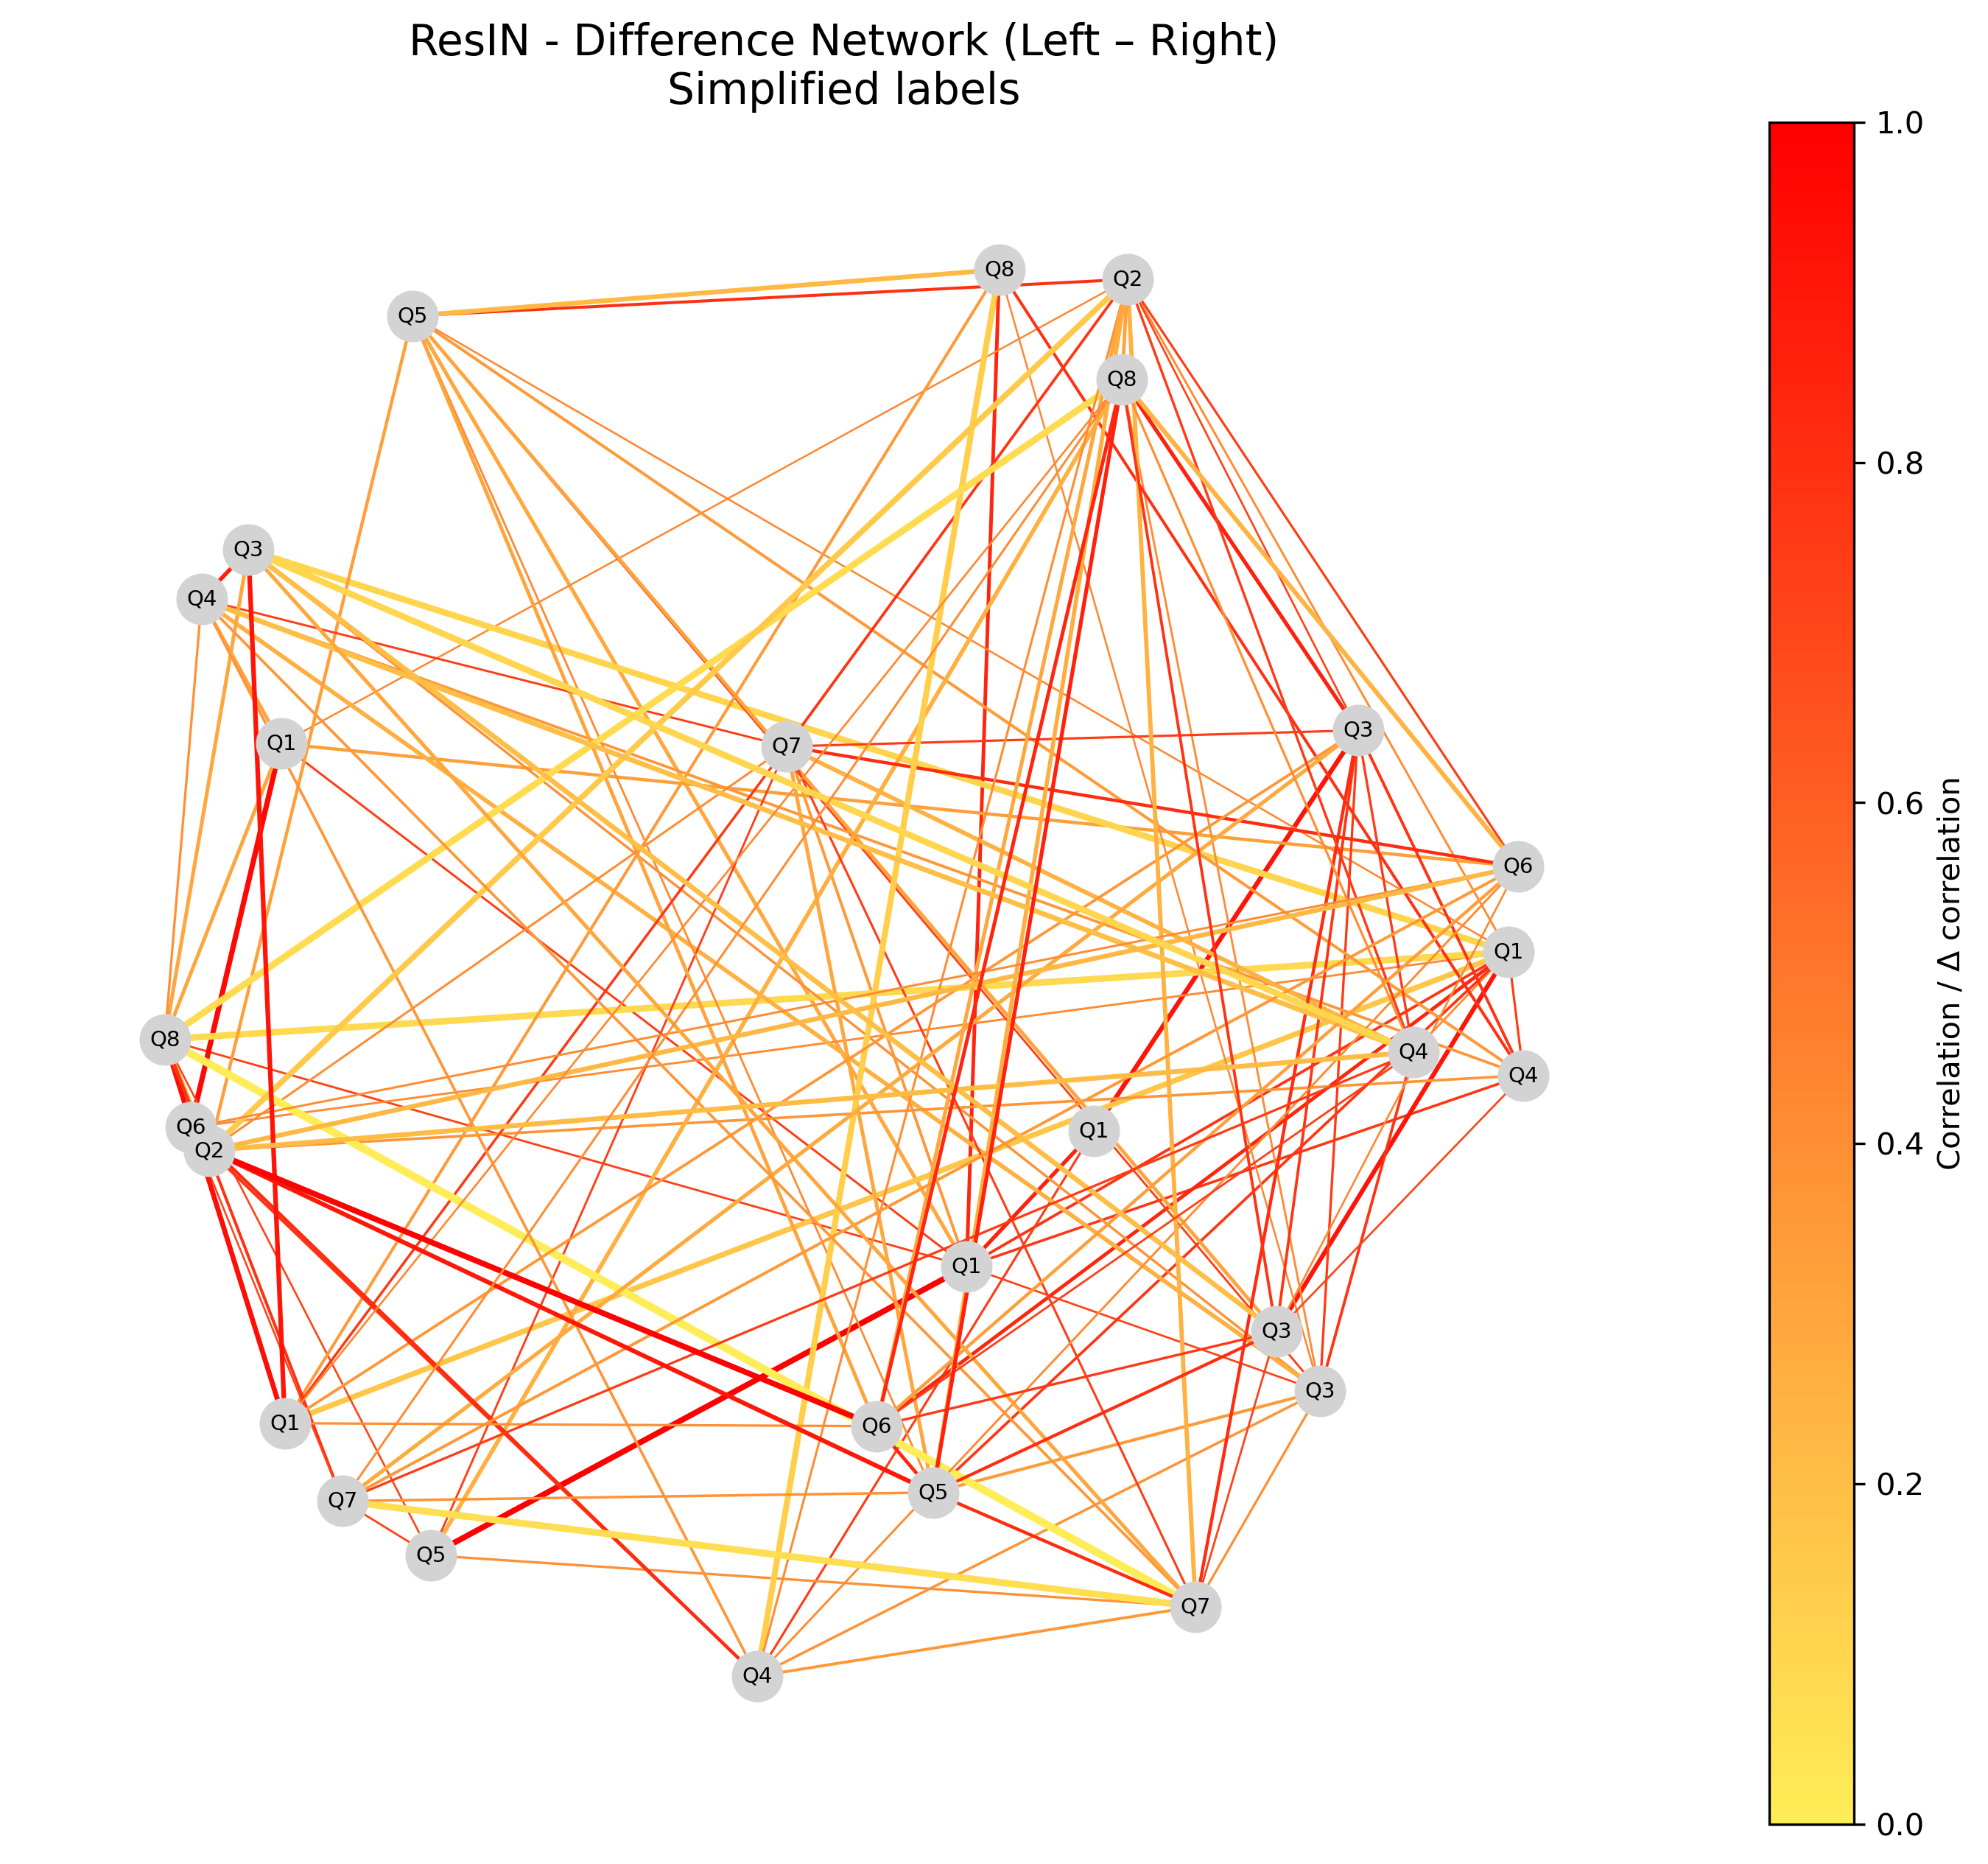 ResIN - Difference Network (Left – Right)
Simplified labels
Q8
Q2
Q5
Q8
Q3
Q4
Q3
Q1
Q7
Q6
Q1
Q8
Q4
Q4
Q6
Q1
Q2
Q1
Q3
Q3
Q1
Q6
Q7
Q5
Q5
Q7
Q4
1.0
0.8
0.6
0.4
0.2
0.0
Correlation / Δ correlation